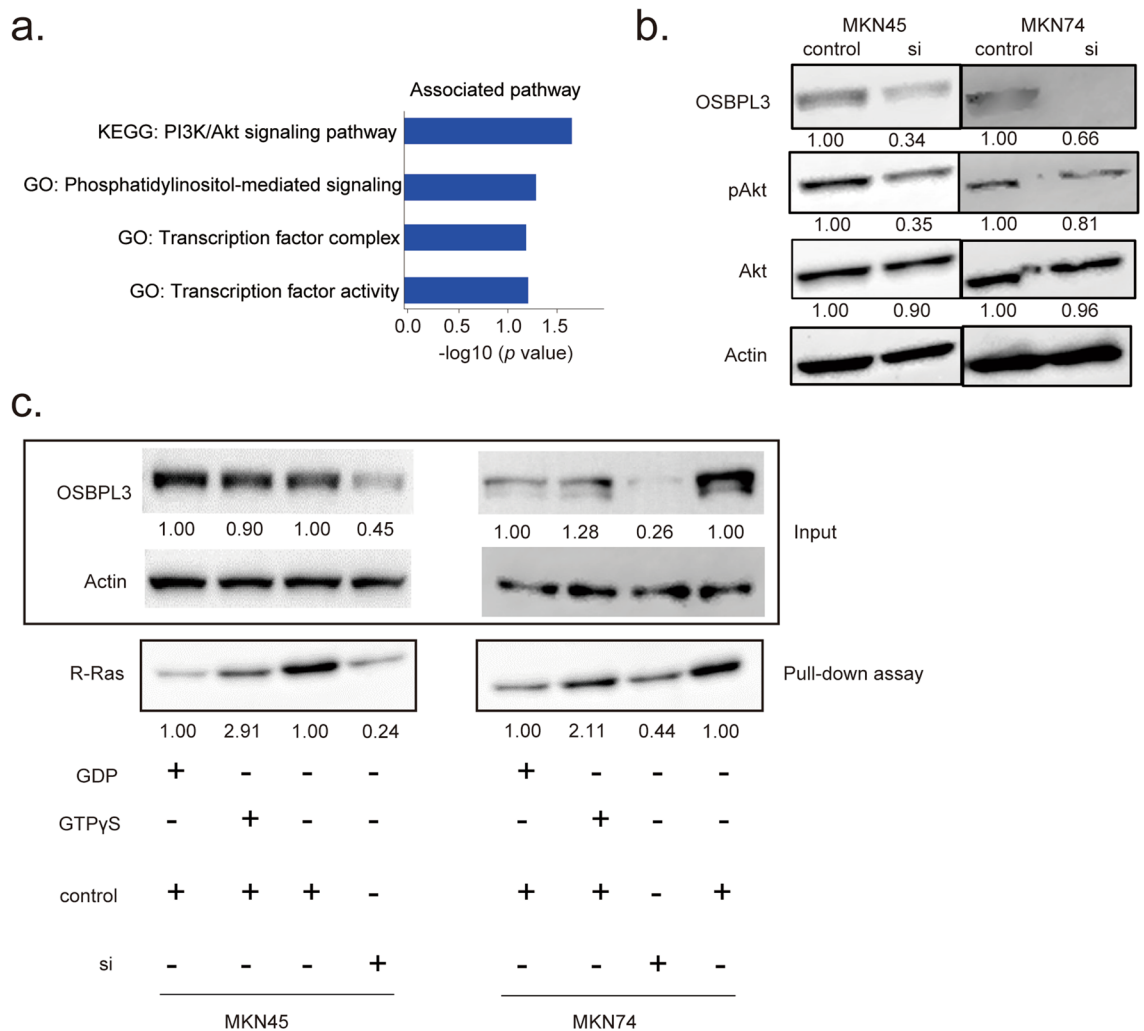 a.
Associated pathway
KEGG: PI3K/Akt signaling pathway
GO: Phosphatidylinositol-mediated signaling
GO: Transcription factor complex
GO: Transcription factor activity
0.0 0.5 1.0 1.5
-log10 (p value)
b.
MKN45 MKN74
control si control si
OSBPL3
1.00 0.34 1.00 0.66
pAkt
1.00 0.35 1.00 0.81
Akt
1.00 0.90 1.00 0.96
Actin
c.
OSBPL3
1.00 0.90 1.00 0.45 1.00 1.28 0.26 1.00
Input
Actin
R-Ras Pull-down assay
1.00 2.91 1.00 0.24 1.00 2.11 0.44 1.00
GDP + - - - + - - -
GTPγS - + - - - + - -
control + + + - + + - +
si - - - + - - + -
MKN45 MKN74